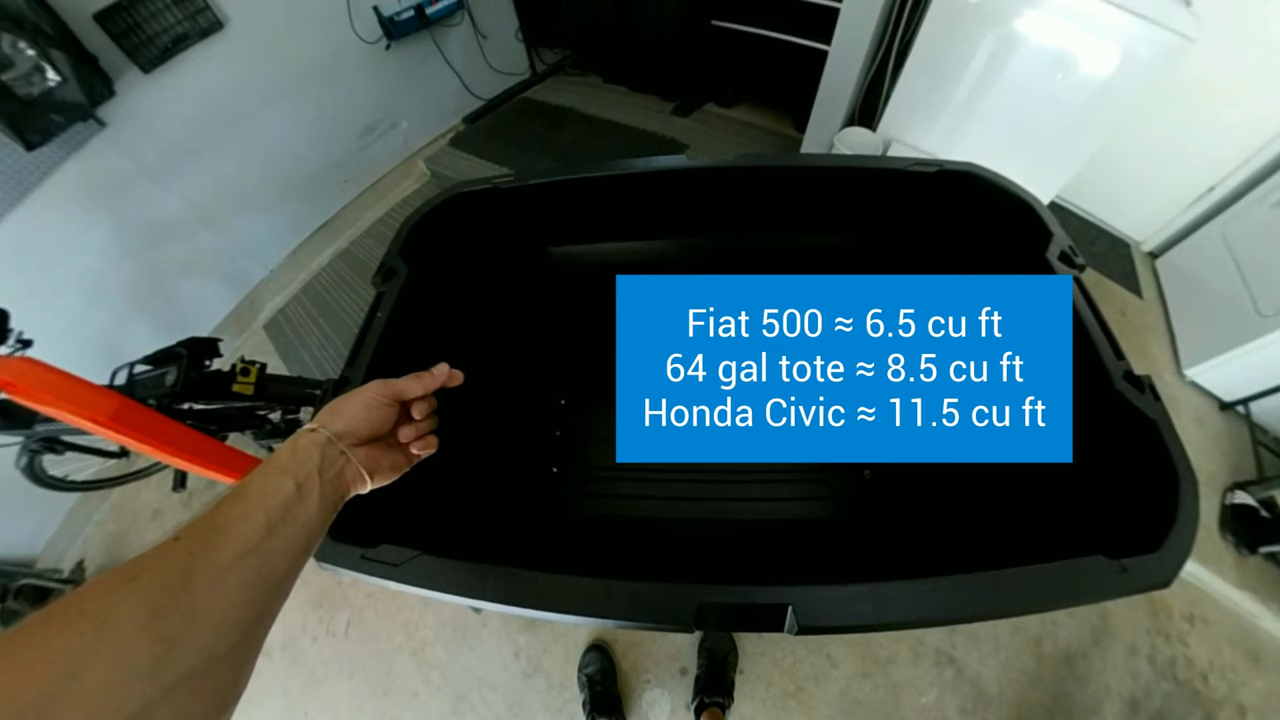 Fiat 500 ≈ 6.5 cu ft
64 gal tote ≈ 8.5 cu ft
Honda Civic ≈ 11.5 cu ft